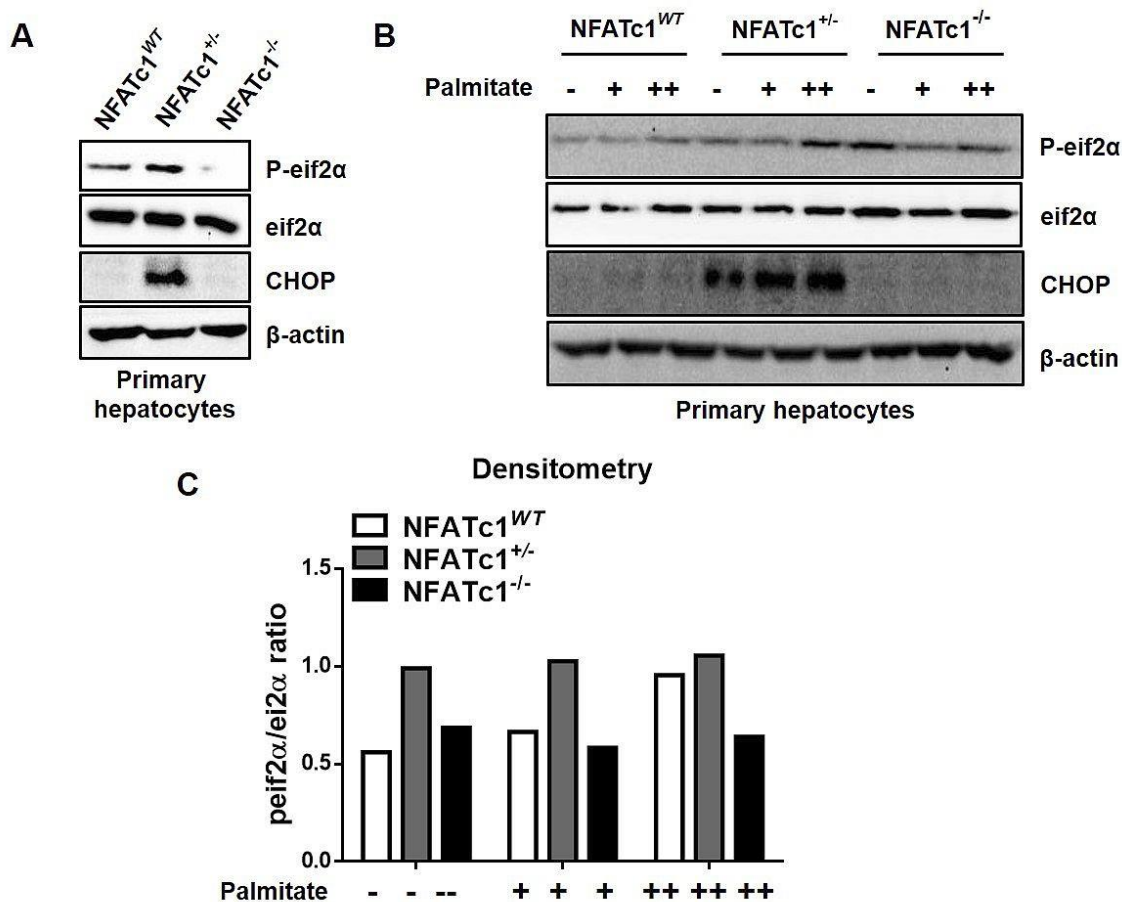 A
NFATc1WT
NFATc1+/-
NFATc1-/-
P-eif2α
eif2α
CHOP
β-actin
Primary
hepatocytes
B
NFATc1WT NFATc1+/- NFATc1-/-
Palmitate - + ++ - + ++ - + ++
P-eif2α
eif2α
CHOP
β-actin
Primary hepatocytes
C
Densitometry
NFATc1WT
NFATc1+/-
NFATc1-/-
peif2α/ei2α ratio
1.5
1.0
0.5
0.0
Palmitate - - -- + + + ++ ++ ++